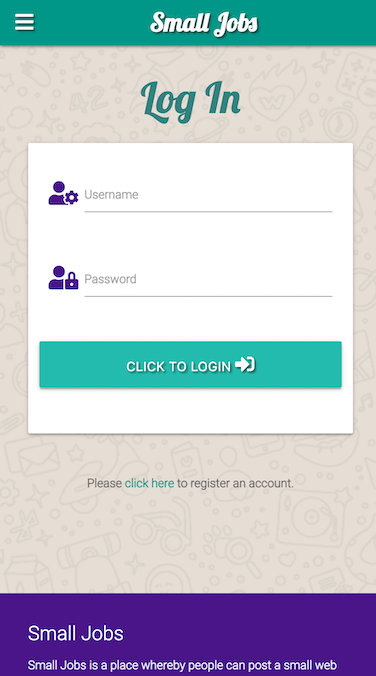 Small Jobs
Log In
Username
Password
CLICK TO LOGIN
Please click here to register an account.
Small Jobs
Small Jobs is a place whereby people can post a small web